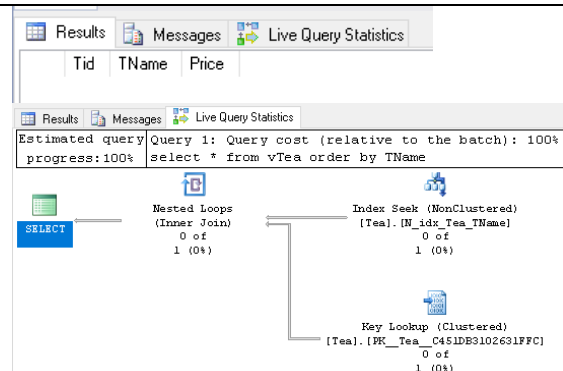 Results Messages Live Query Statistics
Tid TName Price
Results Messages Live Query Statistics
Estimated query Query 1: Query cost (relative to the batch): 100%
progress:100% select * from vTea order by TName
SELECT
Nested Loops
(Inner Join)
0 of
1 (0%)
Index Seek (NonClustered)
[Tea].[N_idx_Tea_TName]
0 of
1 (0%)
Key Lookup (Clustered)
[Tea].[PK__Tea__C451DB3102631FFC]
0 of
1 (0%)